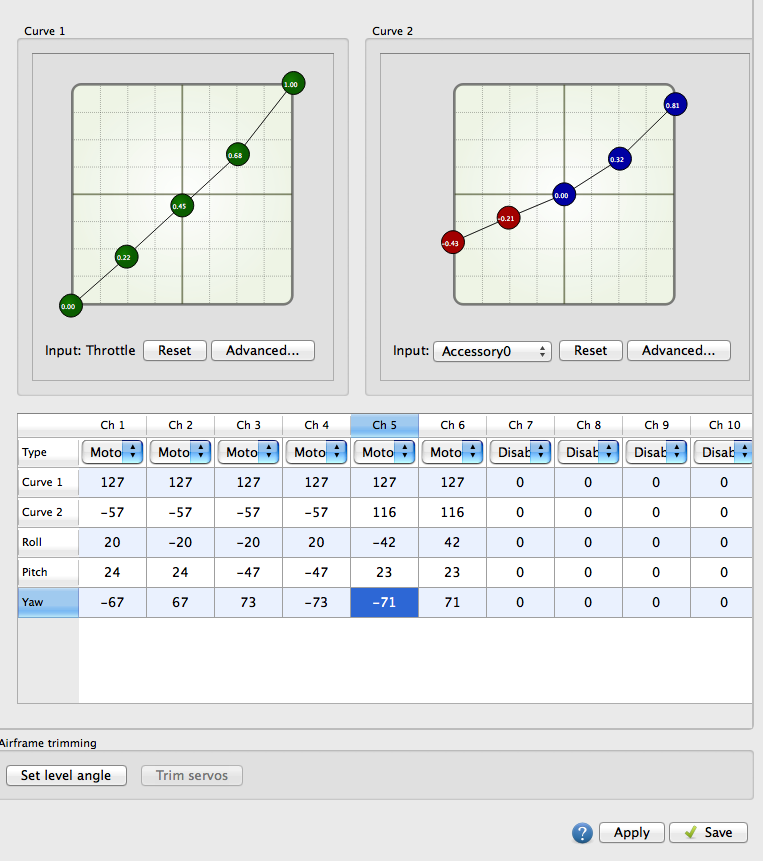 Curve 1 Curve 2
1.00
0.81
0.68
0.32
0.45
0.00
-0.21
0.22
-0.43
0.00
Input: Throttle Reset Advanced... Input: Accessory0 Reset Advanced...
Ch 1 Ch 2 Ch 3 Ch 4 Ch 5 Ch 6 Ch 7 Ch 8 Ch 9 Ch 10
Type Moto Moto Moto Moto Moto Moto Disab Disab Disab Disab
Curve 1 127 127 127 127 127 127 0 0 0 0
Curve 2 -57 -57 -57 -57 116 116 0 0 0 0
Roll 20 -20 -20 20 -42 42 0 0 0 0
Pitch 24 24 -47 -47 23 23 0 0 0 0
Yaw -67 67 73 -73 -71 71 0 0 0 0
Airframe trimming
Set level angle Trim servos
? Apply Save